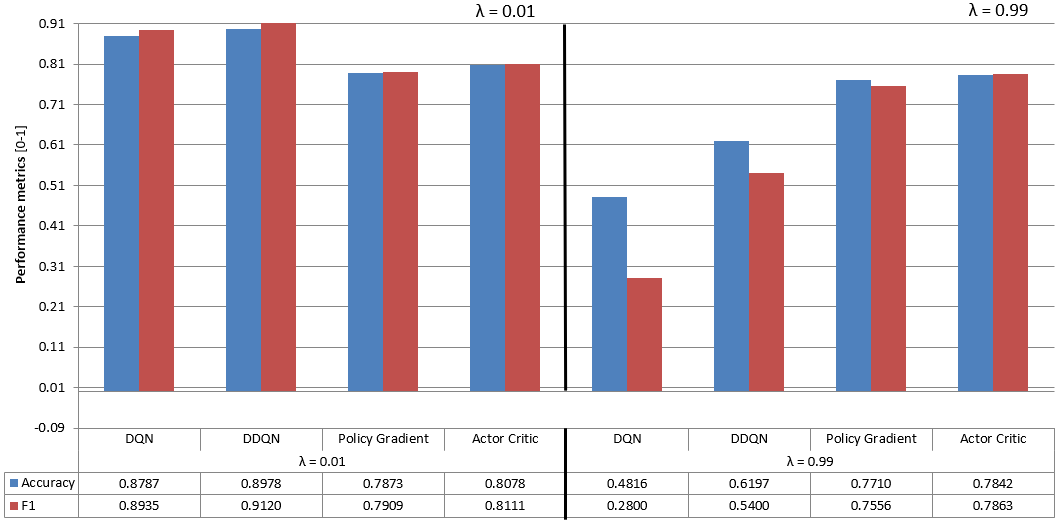 λ = 0.01 λ = 0.99
Performance metrics [0-1]
0.91
0.81
0.71
0.61
0.51
0.41
0.31
0.21
0.11
0.01
-0.09
DQN DDQN Policy Gradient Actor Critic DQN DDQN Policy Gradient Actor Critic
λ = 0.01 λ = 0.99
Accuracy 0.8787 0.8978 0.7873 0.8078 0.4816 0.6197 0.7710 0.7842
F1 0.8935 0.9120 0.7909 0.8111 0.2800 0.5400 0.7556 0.7863